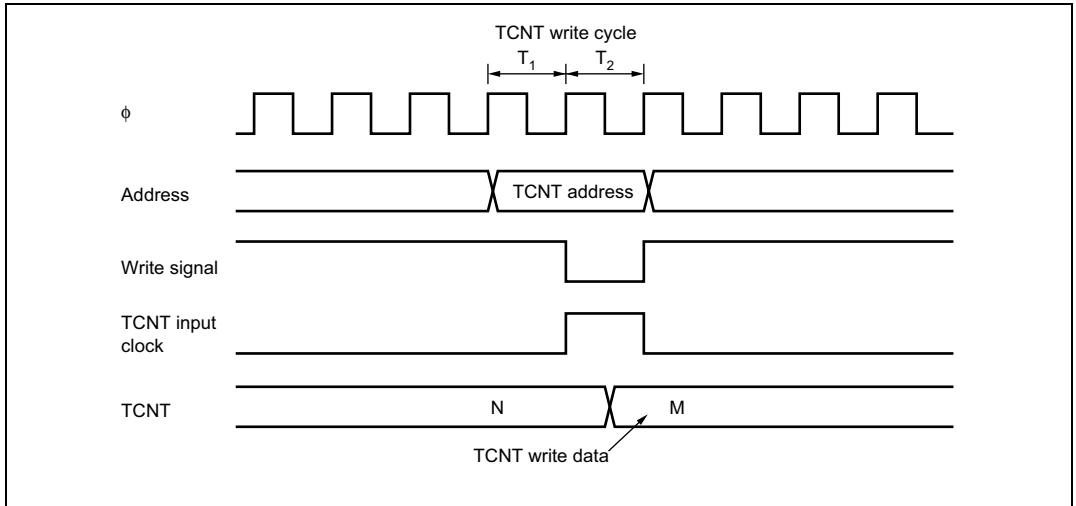 TCNT write cycle
T1 T2
φ
Address
TCNT address
Write signal
TCNT input
clock
TCNT
N
M
TCNT write data